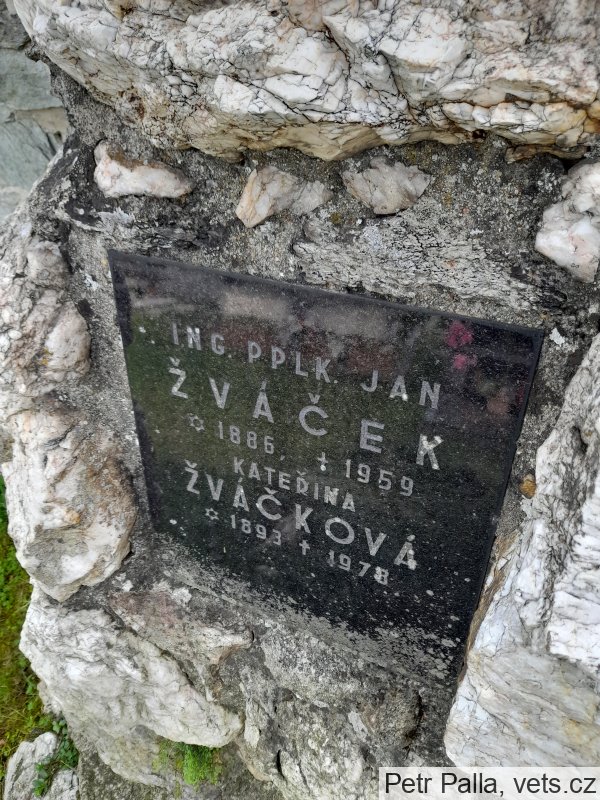 ING. PPLK. JAN
ŽVÁČEK
✡ 1886, † 1959
KATEŘINA
ŽVÁČKOVÁ
✡ 1893 † 1978
Petr Palla, vets.cz